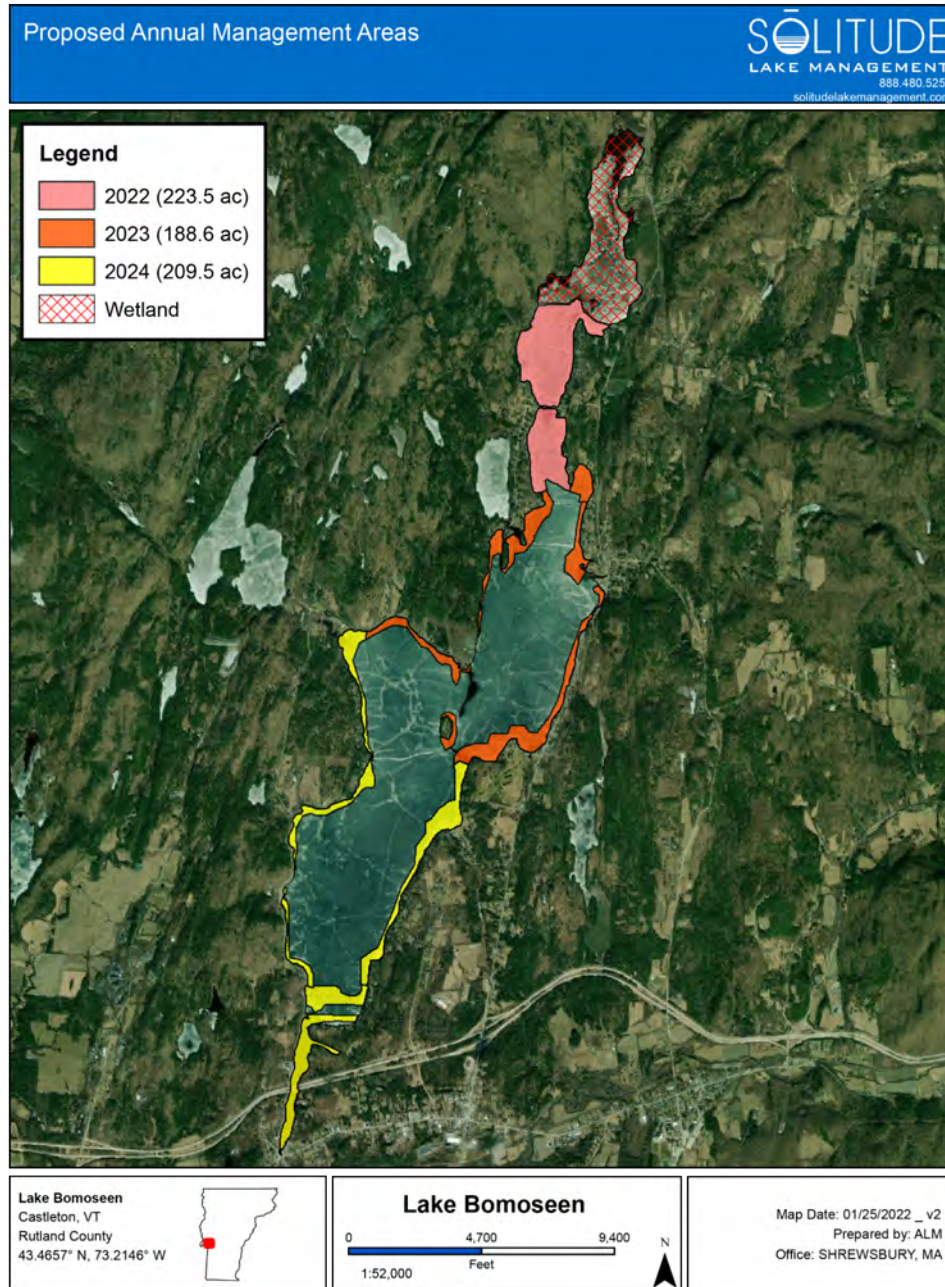 Proposed Annual Management Areas
SŌLITUDE
LAKE MANAGEMENT
888.480.525
solitudelakemanagement.com
Legend
2022 (223.5 ac)
2023 (188.6 ac)
2024 (209.5 ac)
Wetland
Lake Bomoseen
Castleton, VT
Rutland County
43.4657° N, 73.2146° W
Lake Bomoseen
0 4,700 9,400
Feet
1:52,000
N
Map Date: 01/25/2022 _ v2
Prepared by: ALM
Office: SHREWSBURY, MA